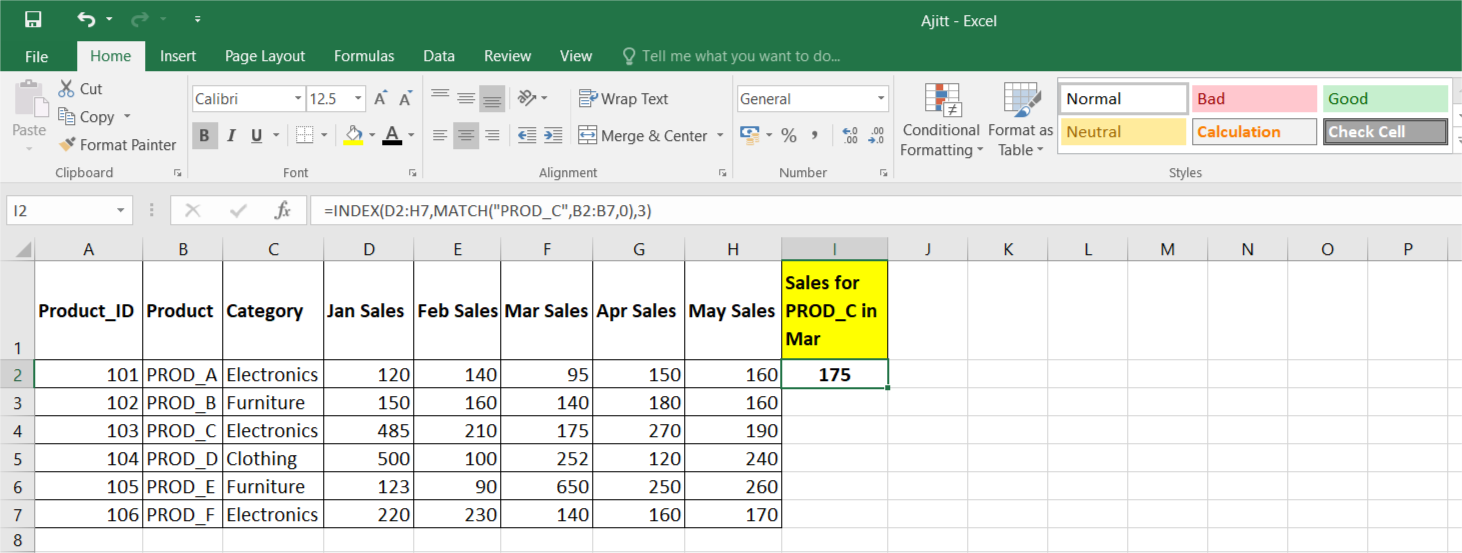 Ajitt - Excel
File Home Insert Page Layout Formulas Data Review View Tell me what you want to do...
Paste
Cut
Copy
Format Painter
Calibri 12.5 A A
B I U A
Wrap Text
Merge & Center
General
% , .00 .00
Conditional Formatting
Format as Table
Normal Bad Good
Neutral Calculation Check Cell
Clipboard Font Alignment Number Styles
I2 fx =INDEX(D2:H7,MATCH("PROD_C",B2:B7,0),3)
A B C D E F G H I J K L M N O P
1 Product_ID Product Category Jan Sales Feb Sales Mar Sales Apr Sales May Sales Sales for PROD_C in Mar
2 101 PROD_A Electronics 120 140 95 150 160 175
3 102 PROD_B Furniture 150 160 140 180 160
4 103 PROD_C Electronics 485 210 175 270 190
5 104 PROD_D Clothing 500 100 252 120 240
6 105 PROD_E Furniture 123 90 650 250 260
7 106 PROD_F Electronics 220 230 140 160 170
8